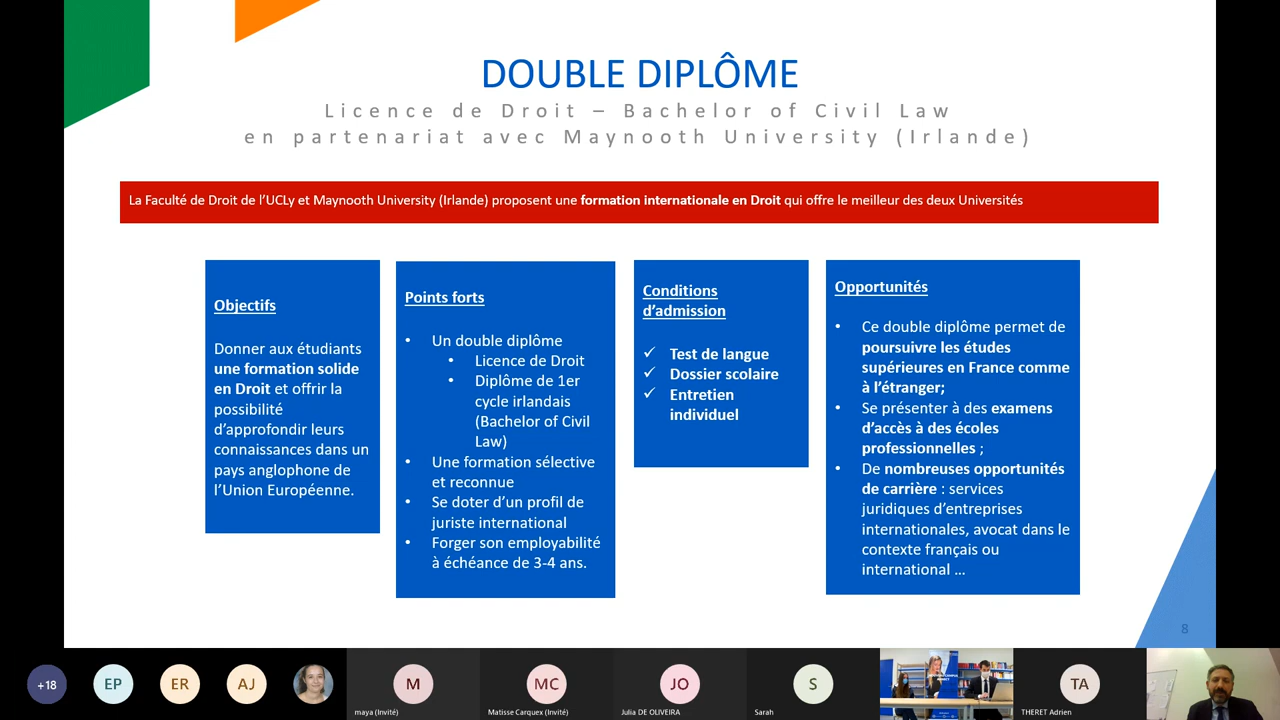 DOUBLE DIPLÔME
Licence de Droit – Bachelor of Civil Law
en partenariat avec Maynooth University (Irlande)
La Faculté de Droit de l'UCLy et Maynooth University (Irlande) proposent une formation internationale en Droit qui offre le meilleur des deux Universités
Objectifs
Donner aux étudiants
une formation solide
en Droit et offrir la
possibilité
d'approfondir leurs
connaissances dans un
pays anglophone de
l'Union Européenne.
Points forts
• Un double diplôme
• Licence de Droit
• Diplôme de 1er
cycle irlandais
(Bachelor of Civil
Law)
• Une formation sélective
et reconnue
• Se doter d'un profil de
juriste international
• Forger son employabilité
à échéance de 3-4 ans.
Conditions
d'admission
✓ Test de langue
✓ Dossier scolaire
✓ Entretien
individuel
Opportunités
• Ce double diplôme permet de
poursuivre les études
supérieures en France comme
à l'étranger;
• Se présenter à des examens
d'accès à des écoles
professionnelles ;
• De nombreuses opportunités
de carrière : services
juridiques d'entreprises
internationales, avocat dans le
contexte français ou
international …
8
+18
EP
ER
AJ
M
maya (Invité)
MC
Matisse Carquex (Invité)
JO
Julia DE OLIVEIRA
S
Sarah
TA
THERET Adrien